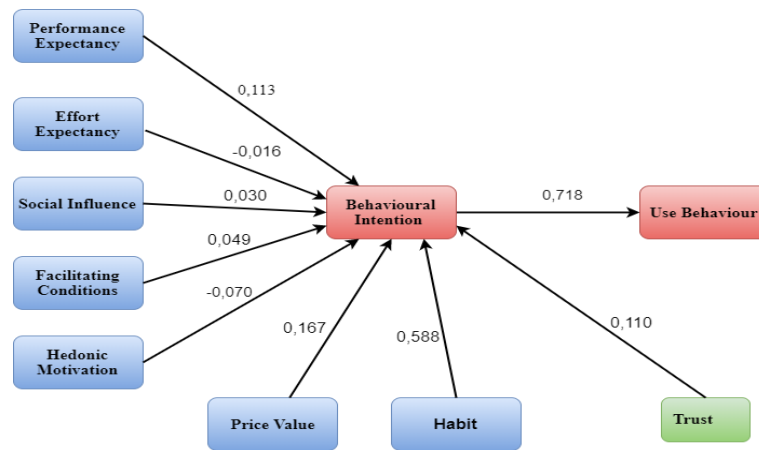 Performance
Expectancy
0,113
Effort
Expectancy
-0,016
Social Influence
0,030
Behavioural
Intention
0,718
Use Behaviour
0,049
Facilitating
Conditions
-0,070
Hedonic
Motivation
0,167
0,588
0,110
Price Value
Habit
Trust